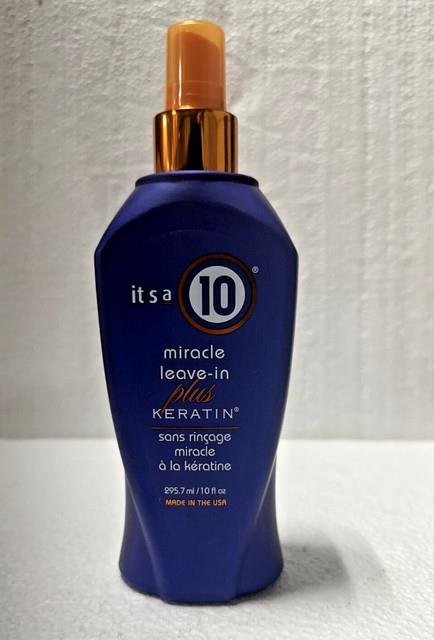 it's a 10®
miracle
leave-in
plus
KERATIN®
sans rinçage
miracle
à la kératine
295.7 ml / 10 fl oz
MADE IN THE USA